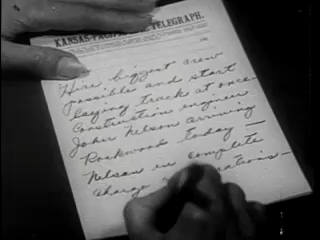 KANSAS-PACIFIC TELEGRAPH.
Hire biggest crew
possible and start
laying track at once.
Construction engineer
John Nelson arriving
Rockwood today —
Nelson in complete
charge